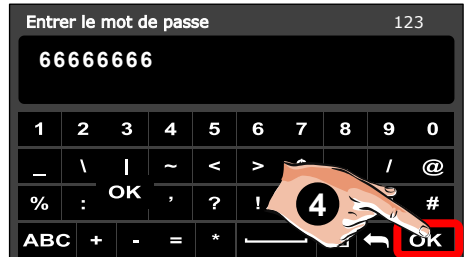 Entrer le mot de passe 123
66666666
1 2 3 4 5 6 7 8 9 0
_ \ | ~ < > / @
% : OK ’ ? ! 4 #
ABC + - = * OK